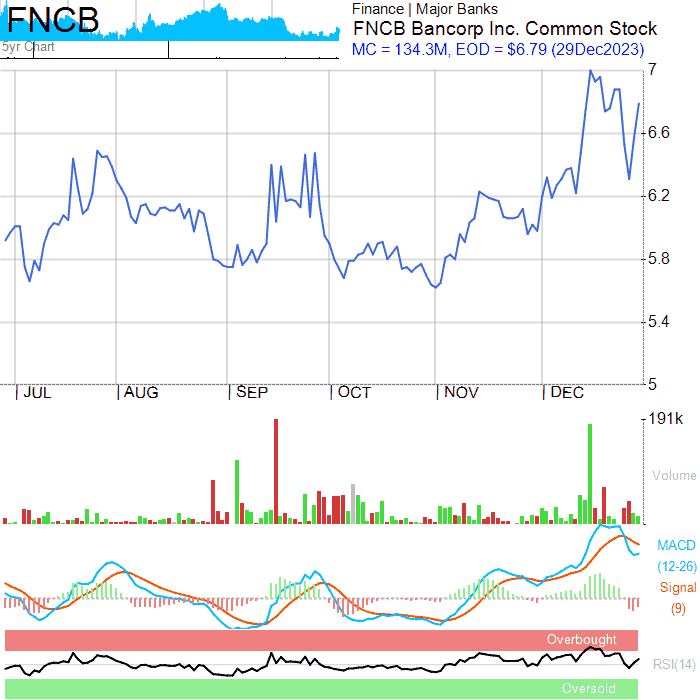 FNCB
5yr Chart
Finance | Major Banks
FNCB Bancorp Inc. Common Stock
MC = 134.3M, EOD = $6.79 (29Dec2023)
7
6.6
6.2
5.8
5.4
5
| JUL | AUG | SEP | OCT | NOV | DEC
191k
Volume
MACD
(12-26)
Signal
(9)
Overbought
RSI(14)
Oversold